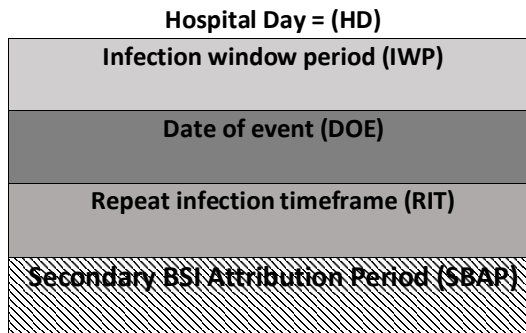 Hospital Day = (HD)
Infection window period (IWP)
Date of event (DOE)
Repeat infection timeframe (RIT)
Secondary BSI Attribution Period (SBAP)